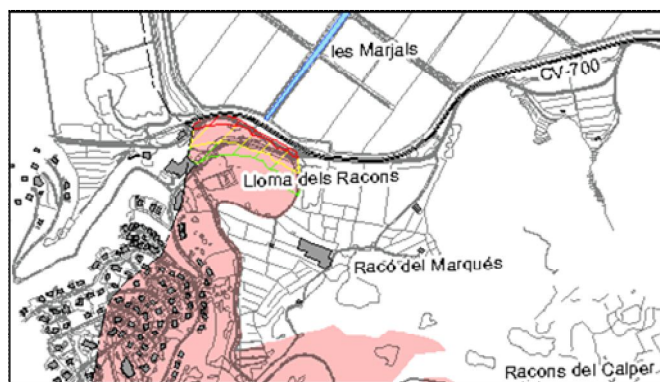 les Marjals
CV-700
Lloma dels Racons
Racó del Marqués
Racons del Calper